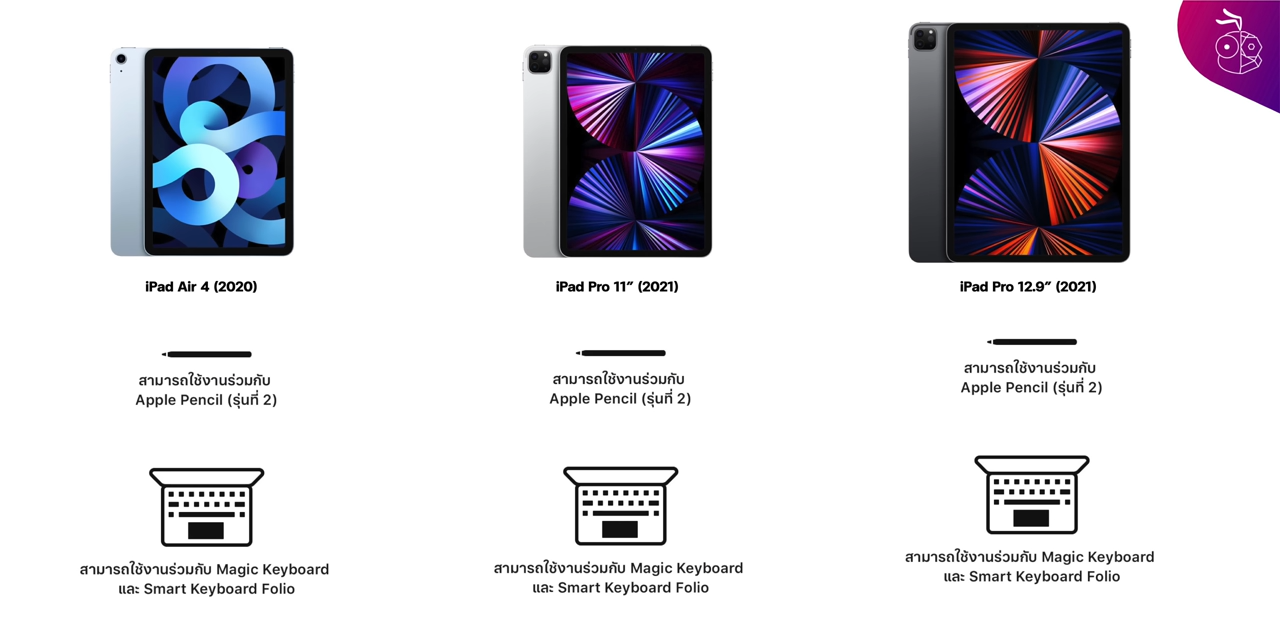 iPad Air 4 (2020)
iPad Pro 11” (2021)
iPad Pro 12.9” (2021)
สามารถใช้งานร่วมกับ
Apple Pencil (รุ่นที่ 2)
สามารถใช้งานร่วมกับ
Apple Pencil (รุ่นที่ 2)
สามารถใช้งานร่วมกับ
Apple Pencil (รุ่นที่ 2)
สามารถใช้งานร่วมกับ Magic Keyboard
และ Smart Keyboard Folio
สามารถใช้งานร่วมกับ Magic Keyboard
และ Smart Keyboard Folio
สามารถใช้งานร่วมกับ Magic Keyboard
และ Smart Keyboard Folio